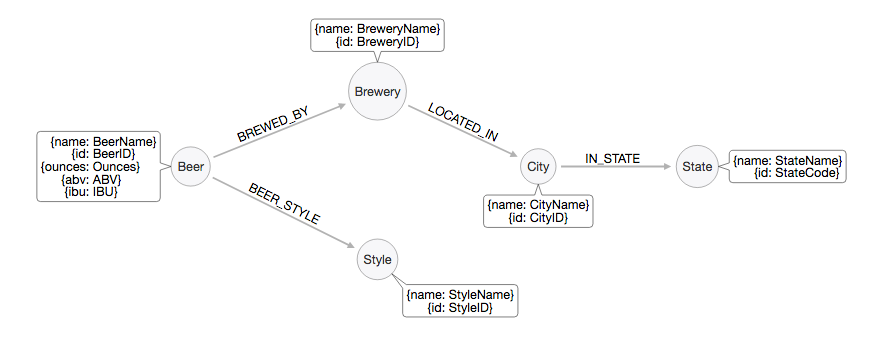 {name: BreweryName}
{id: BreweryID}
Brewery
BREWED_BY
LOCATED_IN
{name: BeerName}
{id: BeerID}
{ounces: Ounces}
{abv: ABV}
{ibu: IBU}
Beer
City
IN_STATE
State
{name: StateName}
{id: StateCode}
BEER_STYLE
{name: CityName}
{id: CityID}
Style
{name: StyleName}
{id: StyleID}